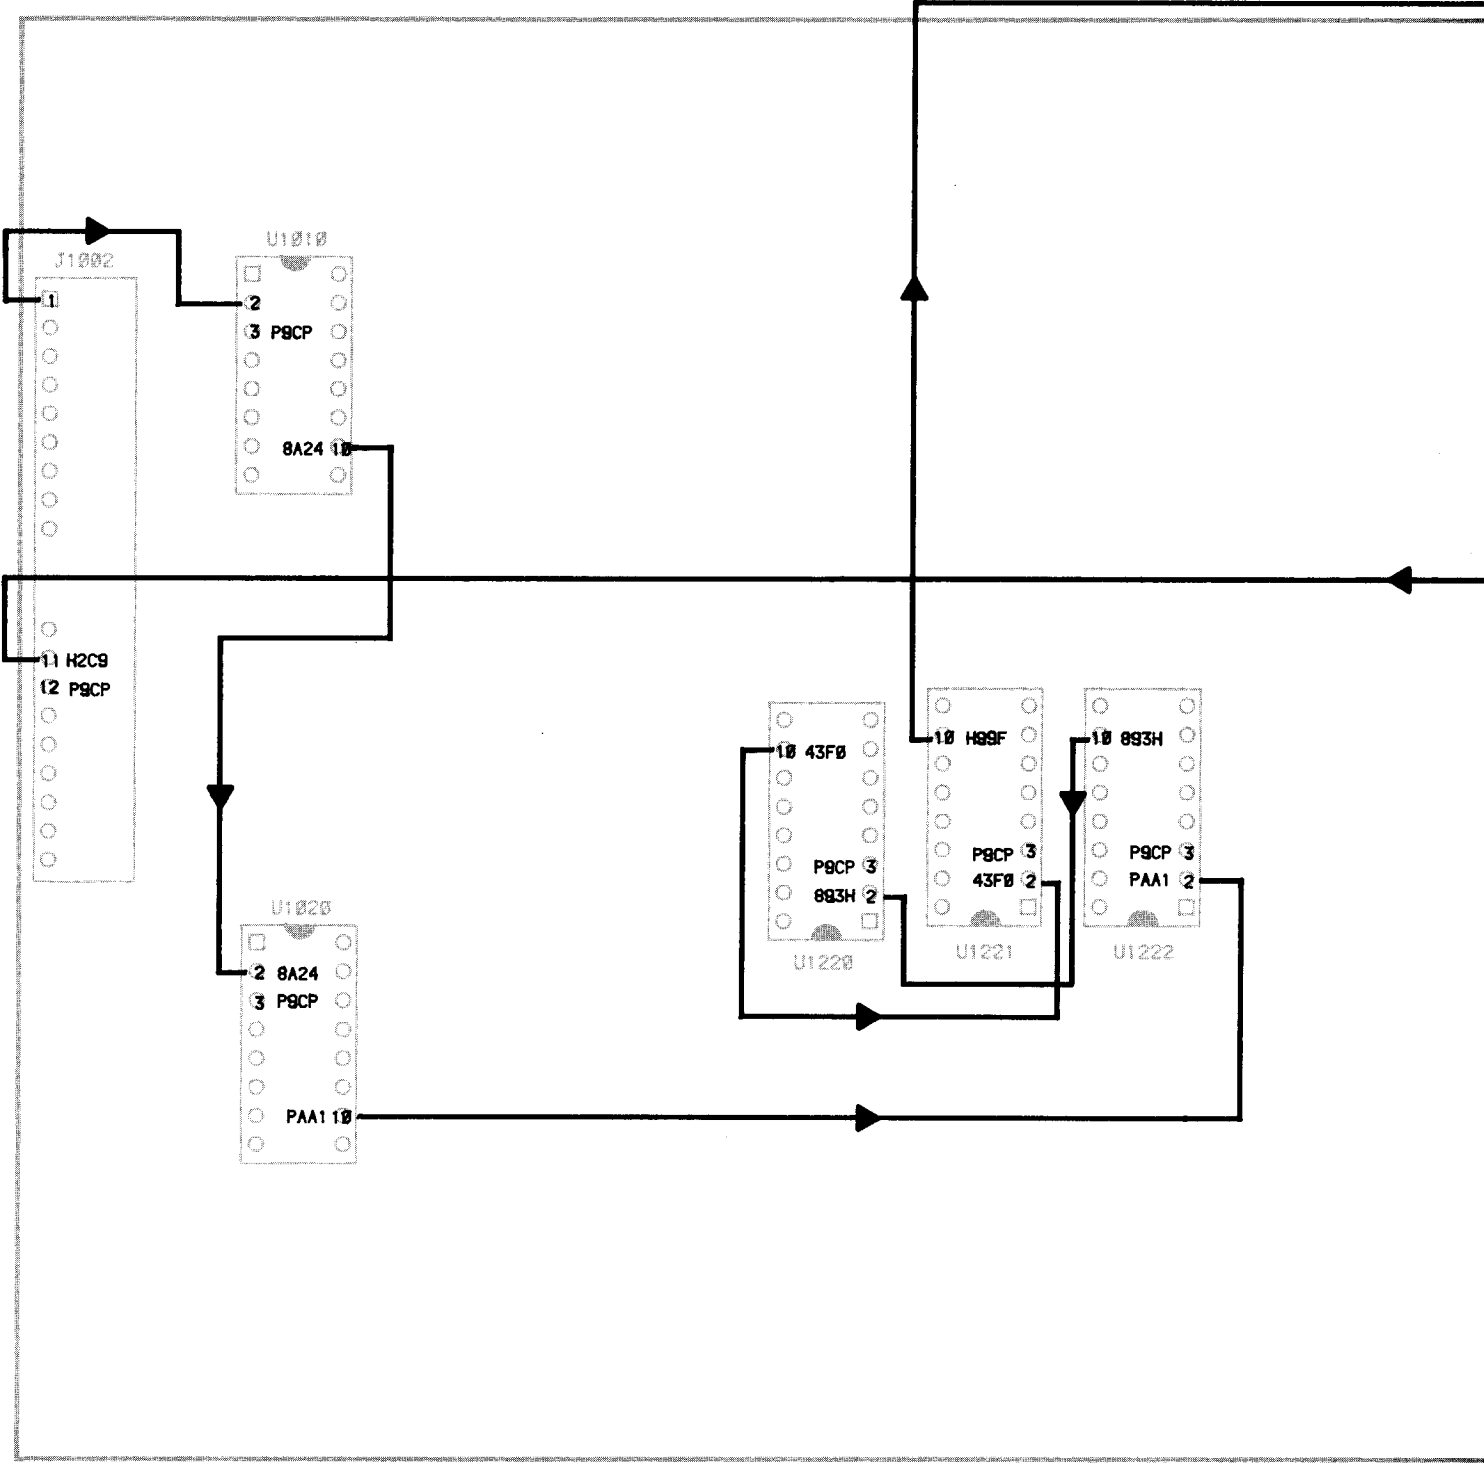 U1010
J1002
1
2
3 P9CP
8A24 10
11 H2C9
12 P9CP
10 43F0
10 H99F
10 893H
P9CP 3
893H 2
P9CP 3
43F0 2
P9CP 3
PAA1 2
U1220
U1221
U1222
U1020
2 8A24
3 P9CP
PAA1 10